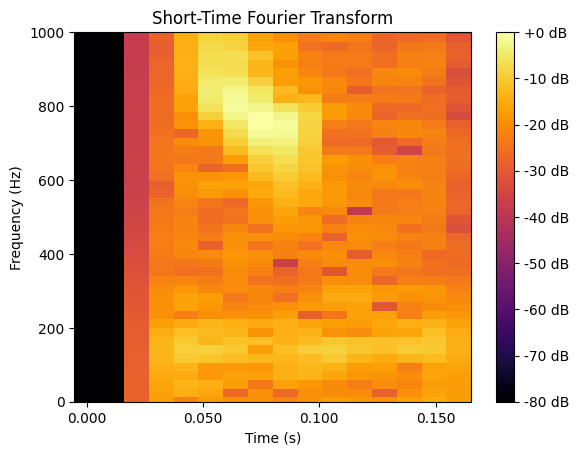 Short-Time Fourier Transform
1000
800
600
400
200
0
Frequency (Hz)
0.000
0.050
0.100
0.150
Time (s)
+0 dB
-10 dB
-20 dB
-30 dB
-40 dB
-50 dB
-60 dB
-70 dB
-80 dB